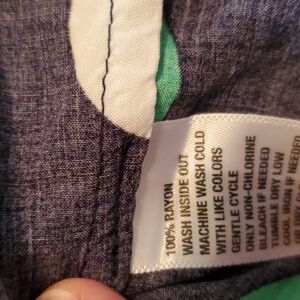 100% RAYON
WASH INSIDE OUT
MACHINE WASH COLD
WITH LIKE COLORS
GENTLE CYCLE
ONLY NON-CHLORINE
BLEACH IF NEEDED
TUMBLE DRY LOW
COOL IRON IF NEEDED